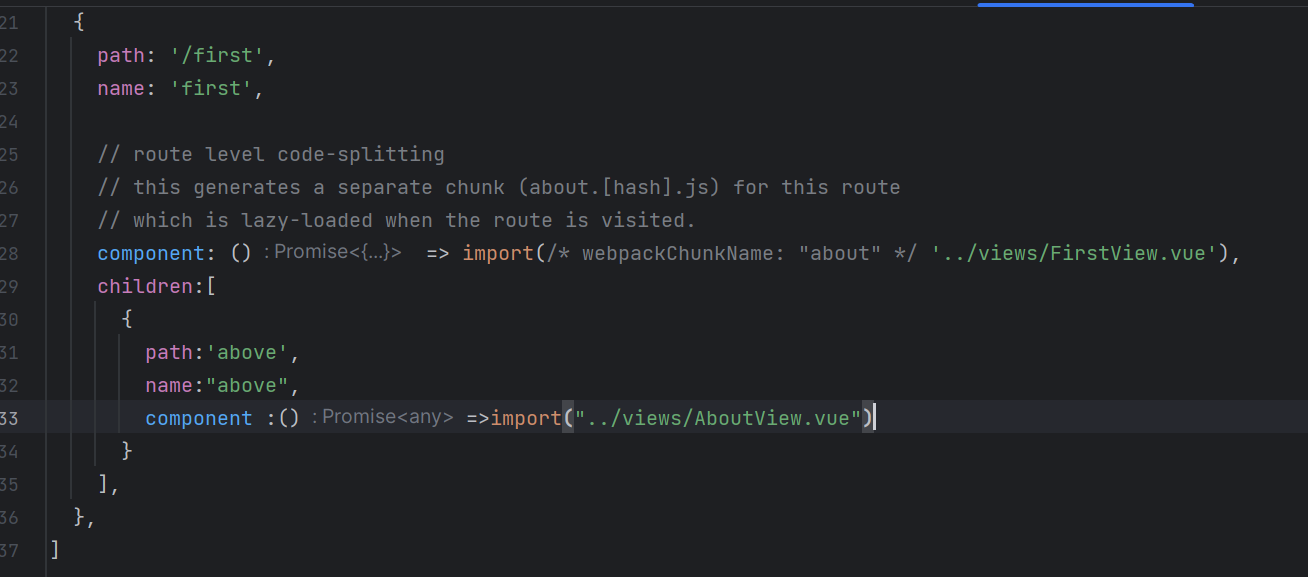 21 {
22 path: '/first',
23 name: 'first',
24
25 // route level code-splitting
26 // this generates a separate chunk (about.[hash].js) for this route
27 // which is lazy-loaded when the route is visited.
28 component: () : Promise<{...}> => import(/* webpackChunkName: "about" */ '../views/FirstView.vue'),
29 children:[
30 {
31 path:'above',
32 name:"above",
33 component :() : Promise<any> =>import("../views/AboutView.vue")
34 }
35 ],
36 },
37 ]